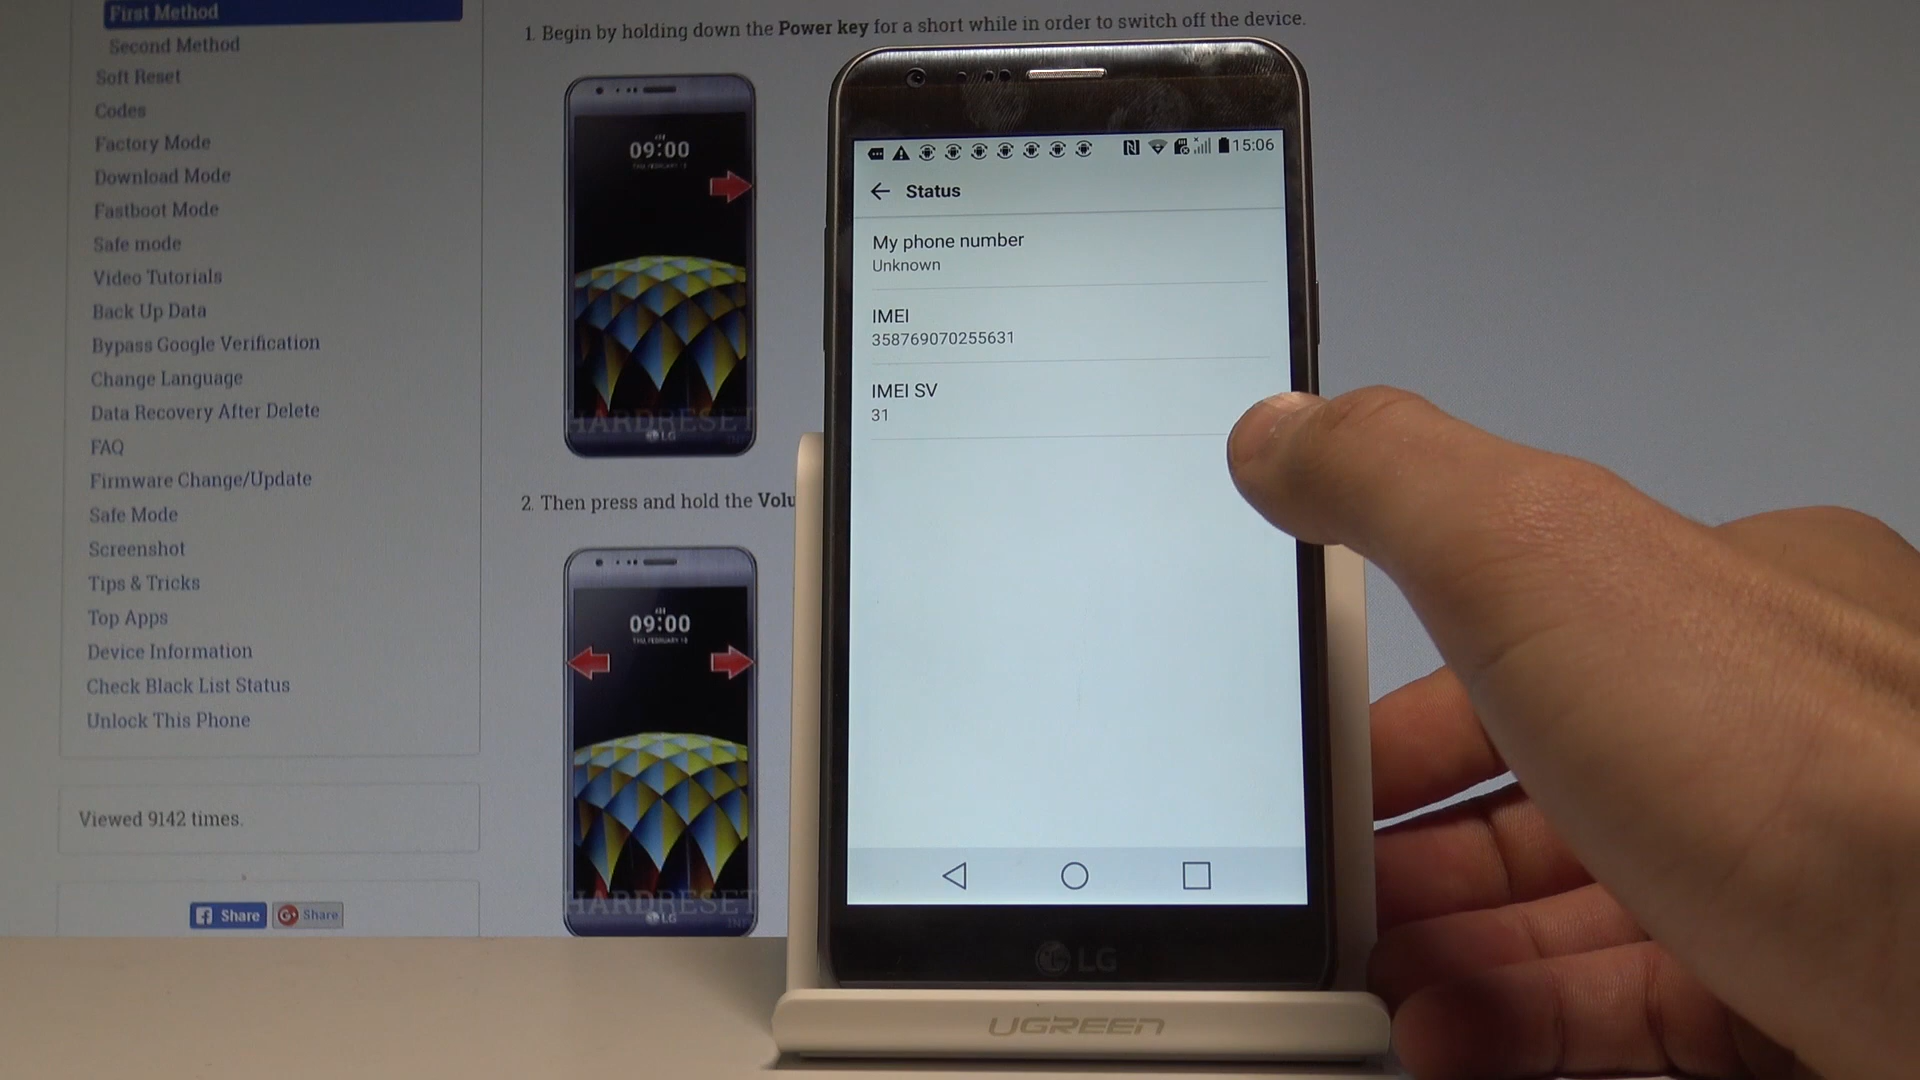 First Method
Second Method
Soft Reset
Codes
Factory Mode
Download Mode
Fastboot Mode
Safe mode
Video Tutorials
Back Up Data
Bypass Google Verification
Change Language
Data Recovery After Delete
FAQ
Firmware Change/Update
Safe Mode
Screenshot
Tips & Tricks
Top Apps
Device Information
Check Black List Status
Unlock This Phone
Viewed 9142 times.
Share
Share
1. Begin by holding down the Power key for a short while in order to switch off the device.
09:00
HARDRESET
LG
2. Then press and hold the Volu
09:00
HARDRESET
LG
15:06
Status
My phone number
Unknown
IMEI
358769070255631
IMEI SV
31
LG
UGREEN